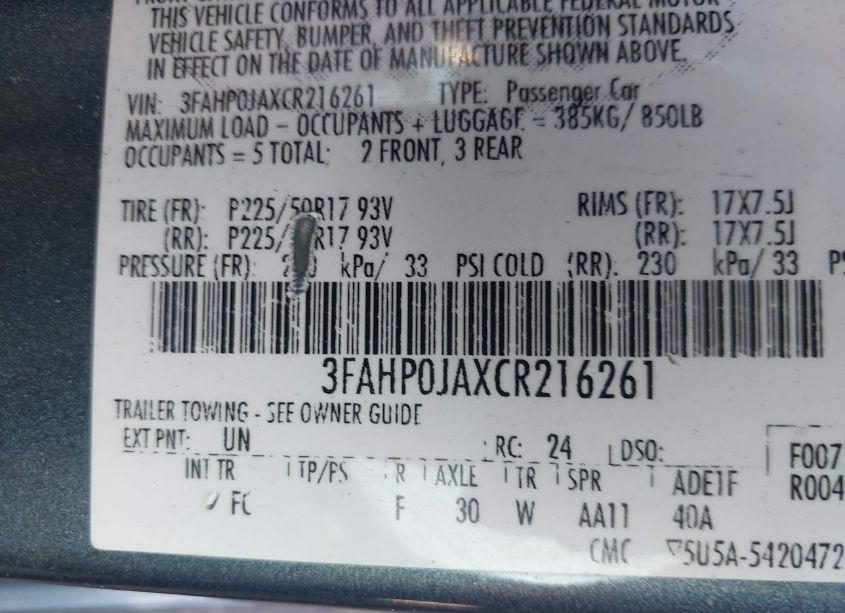 THIS VEHICLE CONFORMS TO ALL APPLICABLE FEDERAL MOTOR
VEHICLE SAFETY, BUMPER, AND THEFT PREVENTION STANDARDS
IN EFFECT ON THE DATE OF MANUFACTURE SHOWN ABOVE.
VIN: 3FAHP0JAXCR216261 TYPE: Passenger Car
MAXIMUM LOAD - OCCUPANTS + LUGGAGE = 385KG/ 850LB
OCCUPANTS = 5 TOTAL: 2 FRONT, 3 REAR
TIRE (FR): P225/50R17 93V RIMS (FR): 17X7.5J
(RR): P225/ R17 93V (RR): 17X7.5J
PRESSURE (FR): kPa/ 33 PSI COLD (RR): 230 kPa/ 33 PS
3FAHP0JAXCR216261
TRAILER TOWING - SEE OWNER GUIDE
EXT PNT: UN RC: 24 DSO: F007
INT TR TP/PS R AXLE TR SPR ADE1F R004
FC F 30 W AA11 40A
CMC 5U5A-5420472